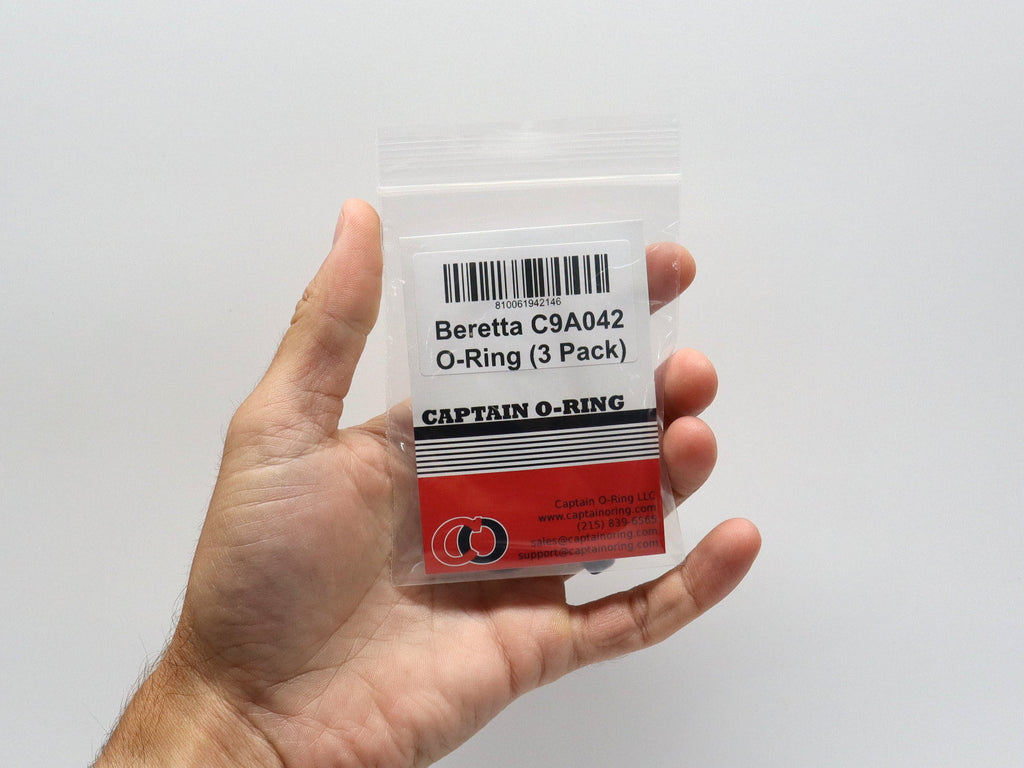 810061942146
Beretta C9A042
O-Ring (3 Pack)
CAPTAIN O-RING
Captain O-Ring LLC
www.captainoring.com
(215) 839-6565
sales@captainoring.com
support@captainoring.com